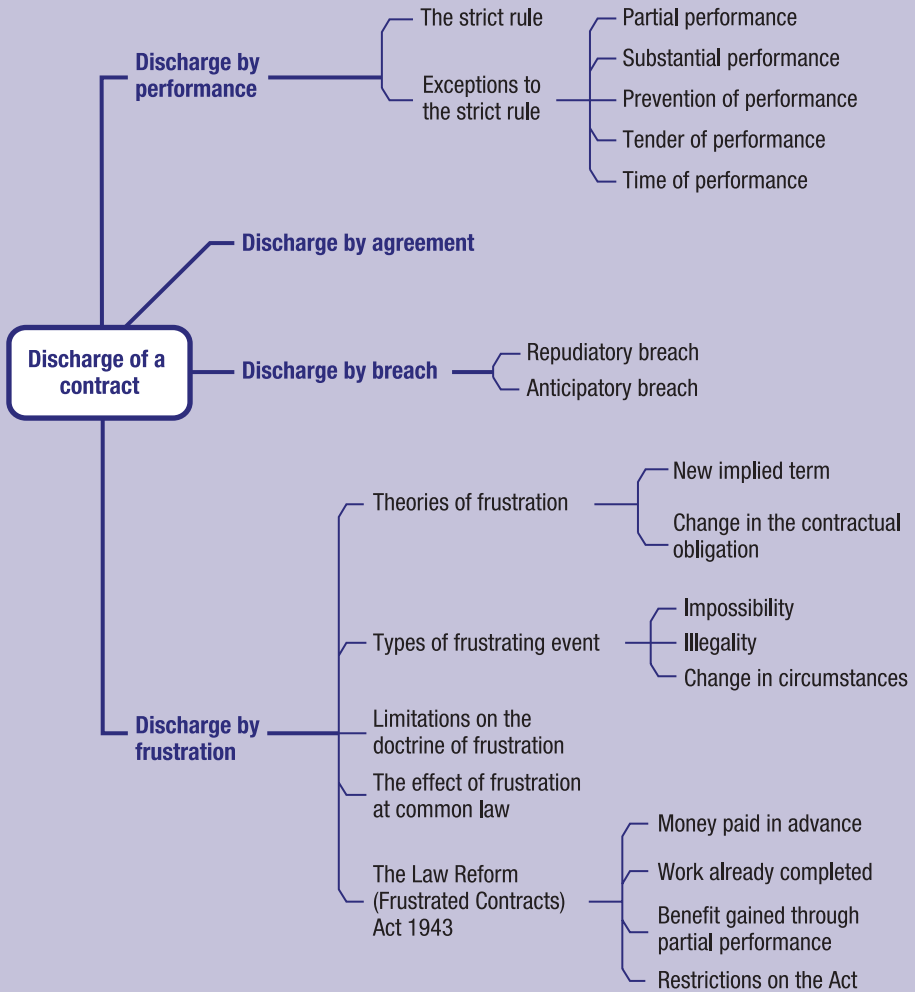 Discharge of a
contract
Discharge by
performance
The strict rule
Exceptions to
the strict rule
Partial performance
Substantial performance
Prevention of performance
Tender of performance
Time of performance
Discharge by agreement
Discharge by breach
Repudiatory breach
Anticipatory breach
Discharge by
frustration
Theories of frustration
New implied term
Change in the contractual
obligation
Types of frustrating event
Impossibility
Illegality
Change in circumstances
Limitations on the
doctrine of frustration
The effect of frustration
at common law
The Law Reform
(Frustrated Contracts)
Act 1943
Money paid in advance
Work already completed
Benefit gained through
partial performance
Restrictions on the Act